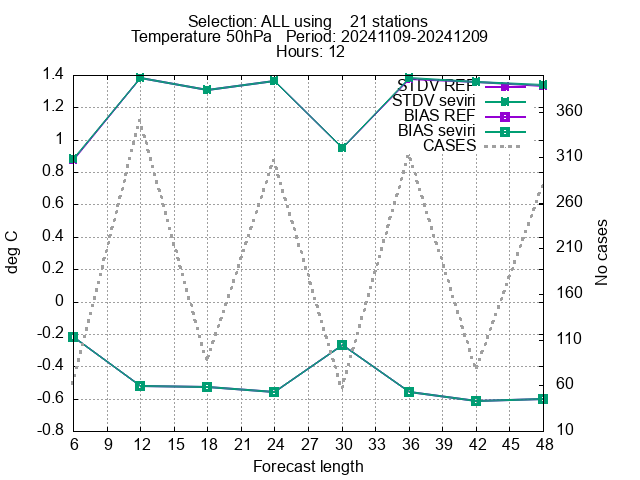 Selection: ALL using    21 stations
Temperature 50hPa   Period: 20241109-20241209
Hours: 12
STDV REF
STDV seviri
BIAS REF
BIAS seviri
CASES
deg C
1.4
1.2
1
0.8
0.6
0.4
0.2
0
-0.2
-0.4
-0.6
-0.8
No cases
360
310
260
210
160
110
60
10
6 9 12 15 18 21 24 27 30 33 36 39 42 45 48
Forecast length